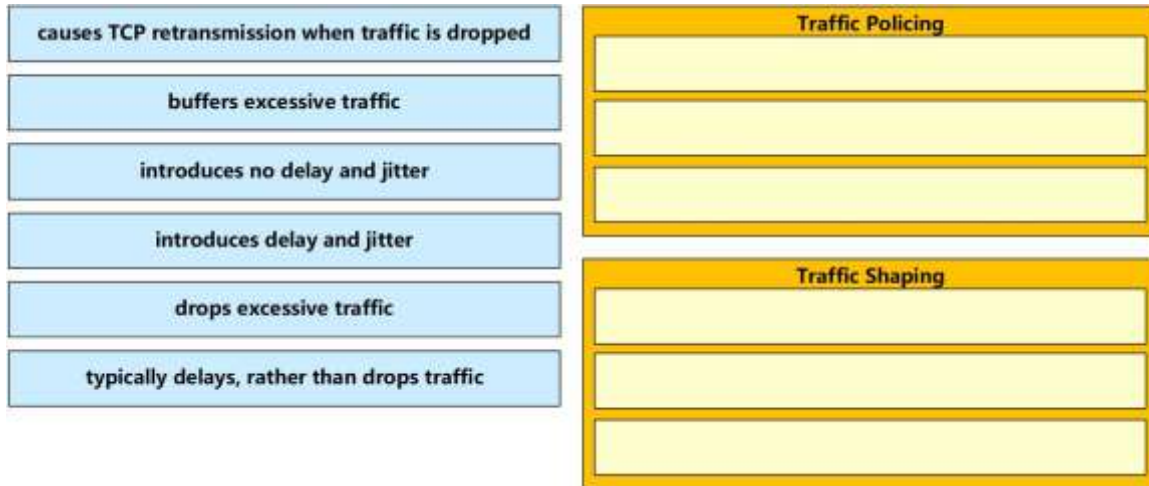 causes TCP retransmission when traffic is dropped
buffers excessive traffic
introduces no delay and jitter
introduces delay and jitter
drops excessive traffic
typically delays, rather than drops traffic
Traffic Policing
Traffic Shaping